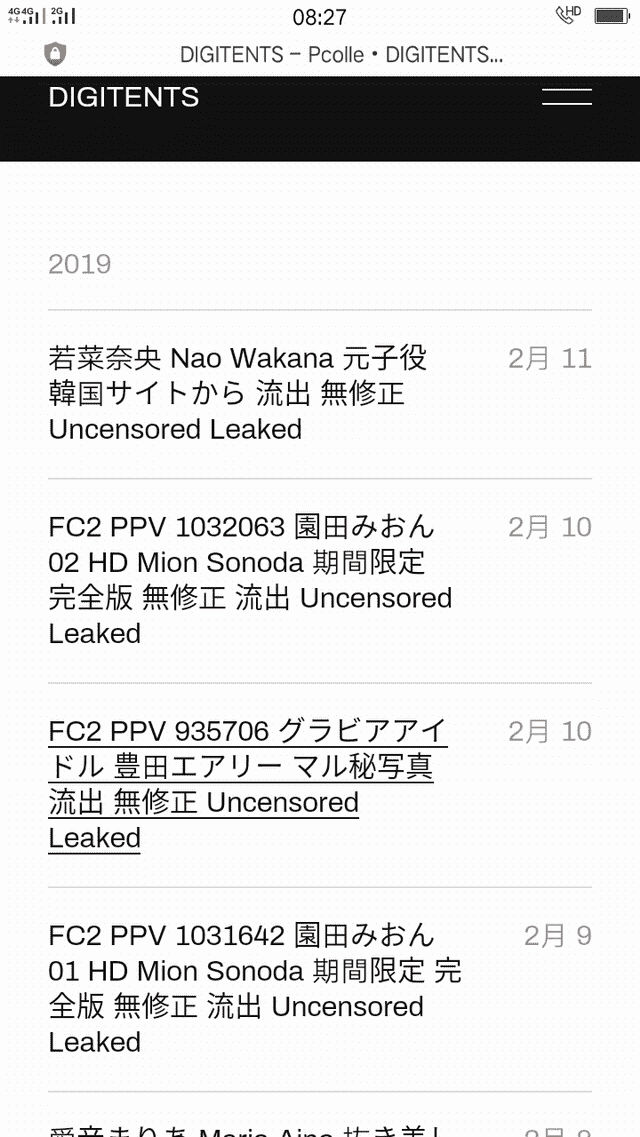 4G 4G 2G 08:27 HD
DIGITENTS – Pcolle • DIGITENTS...
DIGITENTS
2019
若菜奈央 Nao Wakana 元子役 2月 11
韓国サイトから 流出 無修正
Uncensored Leaked
FC2 PPV 1032063 園田みおん 2月 10
02 HD Mion Sonoda 期間限定
完全版 無修正 流出 Uncensored
Leaked
FC2 PPV 935706 グラビアアイ 2月 10
ドル 豊田エアリー マル秘写真
流出 無修正 Uncensored
Leaked
FC2 PPV 1031642 園田みおん 2月 9
01 HD Mion Sonoda 期間限定 完
全版 無修正 流出 Uncensored
Leaked